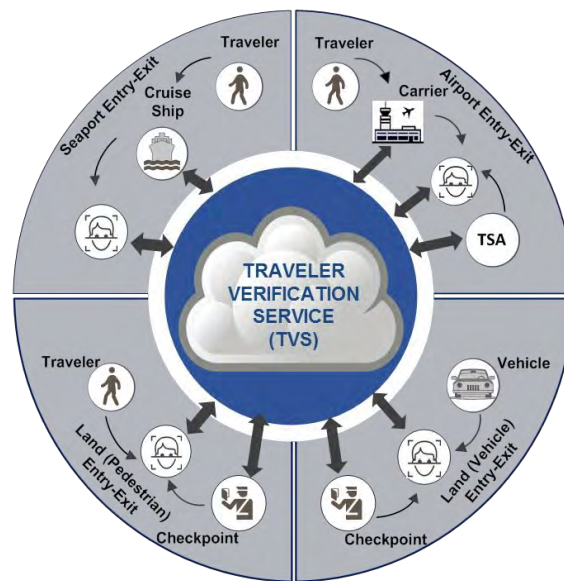 Traveler
Cruise
Ship
Seaport Entry-Exit
Traveler
Carrier
Airport Entry-Exit
TSA
TRAVELER
VERIFICATION
SERVICE
(TVS)
Traveler
Land (Pedestrian)
Entry-Exit
Checkpoint
Vehicle
Land (Vehicle)
Entry-Exit
Checkpoint